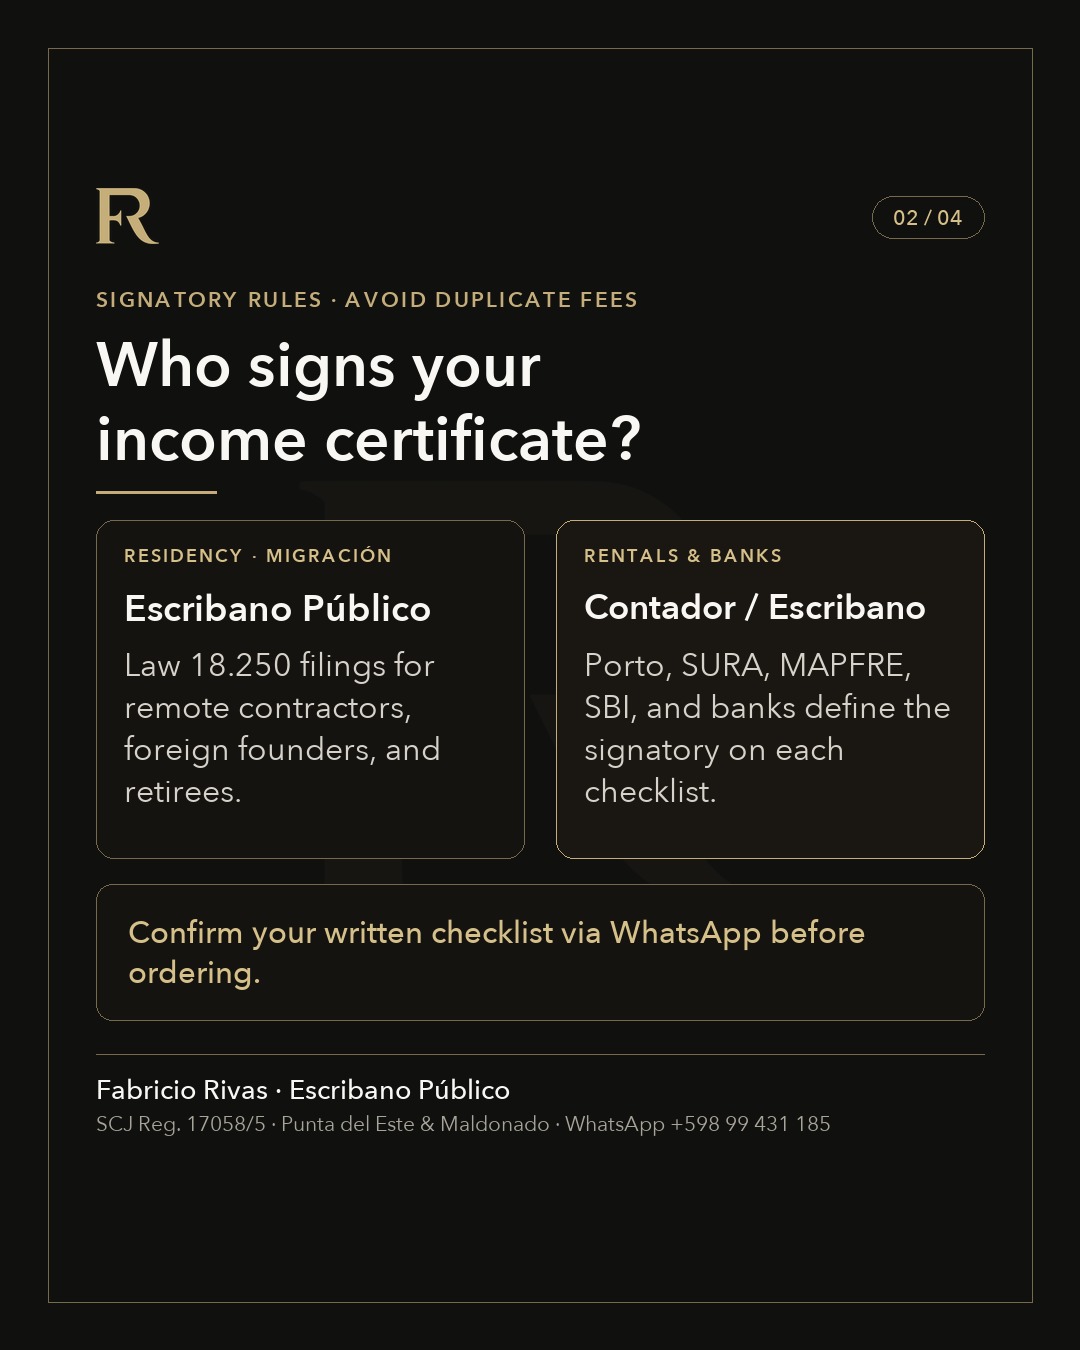 R
02 / 04
SIGNATORY RULES · AVOID DUPLICATE FEES
Who signs your
income certificate?
RESIDENCY · MIGRACIÓN
Escribano Público
Law 18.250 filings for
remote contractors,
foreign founders, and
retirees.
RENTALS & BANKS
Contador / Escribano
Porto, SURA, MAPFRE,
SBI, and banks define the
signatory on each
checklist.
Confirm your written checklist via WhatsApp before
ordering.
Fabricio Rivas · Escribano Público
SCJ Reg. 17058/5 · Punta del Este & Maldonado · WhatsApp +598 99 431 185